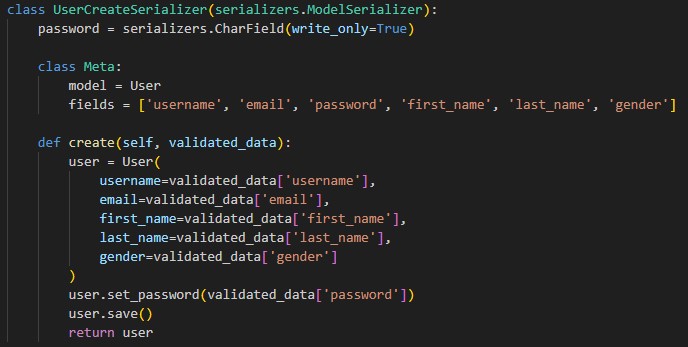 class UserCreateSerializer(serializers.ModelSerializer):
    password = serializers.CharField(write_only=True)

    class Meta:
        model = User
        fields = ['username', 'email', 'password', 'first_name', 'last_name', 'gender']

    def create(self, validated_data):
        user = User(
            username=validated_data['username'],
            email=validated_data['email'],
            first_name=validated_data['first_name'],
            last_name=validated_data['last_name'],
            gender=validated_data['gender']
        )
        user.set_password(validated_data['password'])
        user.save()
        return user